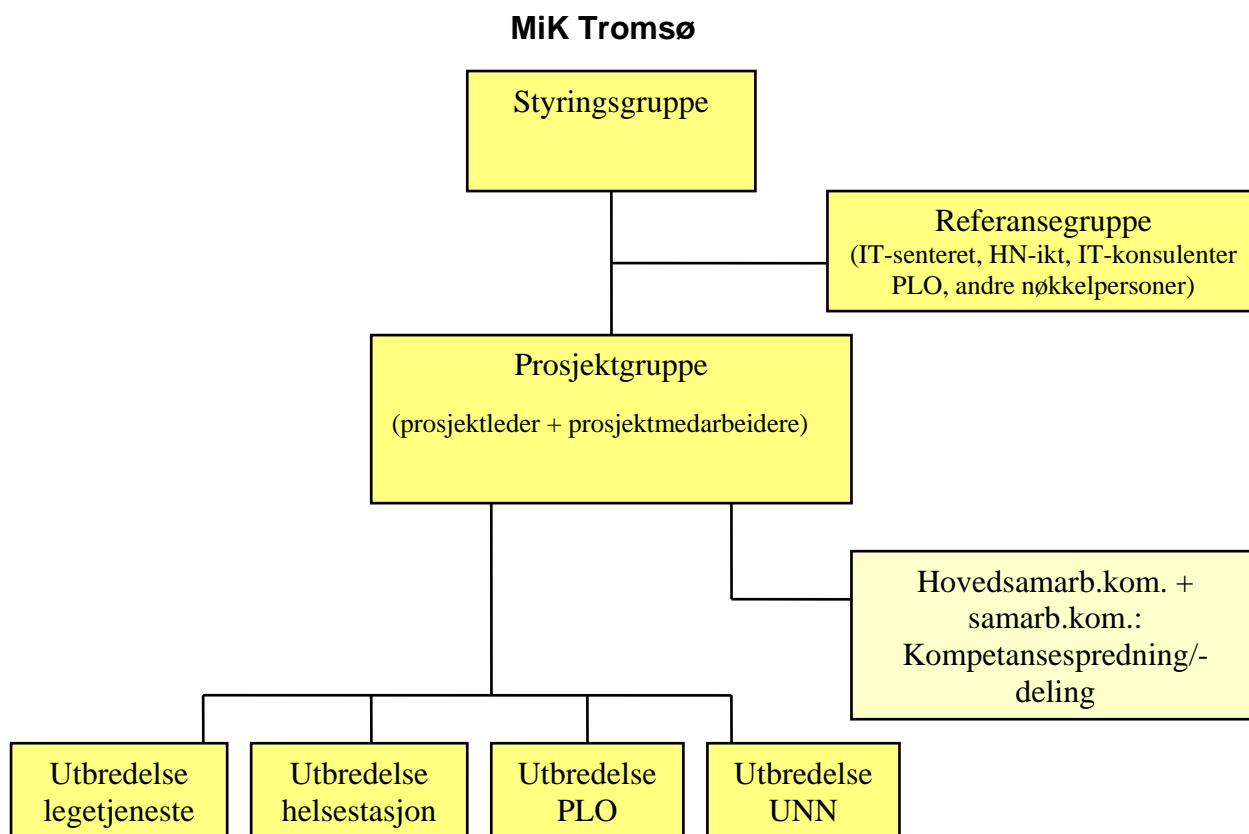 MiK Tromsø
Styringsgruppe
Referansegruppe
(IT-senteret, HN-ikt, IT-konsulenter
PLO, andre nøkkelpersoner)
Prosjektgruppe
(prosjektleder + prosjektmedarbeidere)
Hovedsamarb.kom. +
samarb.kom.:
Kompetansespredning/-
deling
Utbredelse
legetjeneste
Utbredelse
helsestasjon
Utbredelse
PLO
Utbredelse
UNN